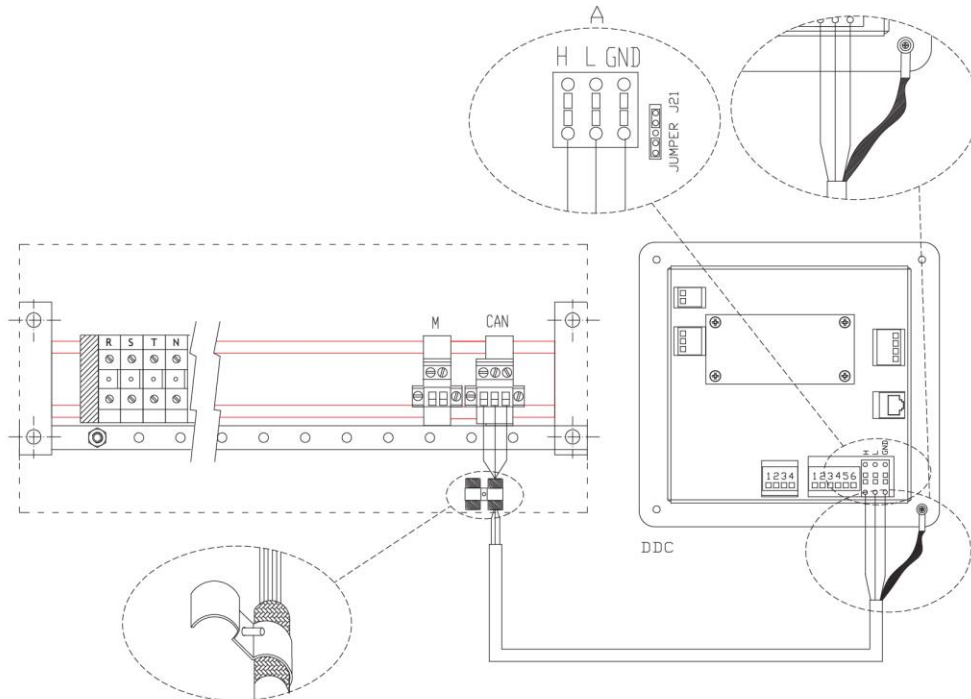 A
H L GND
JUMPER J21
R S T N
M
CAN
H L GND
1234
123456
DDC